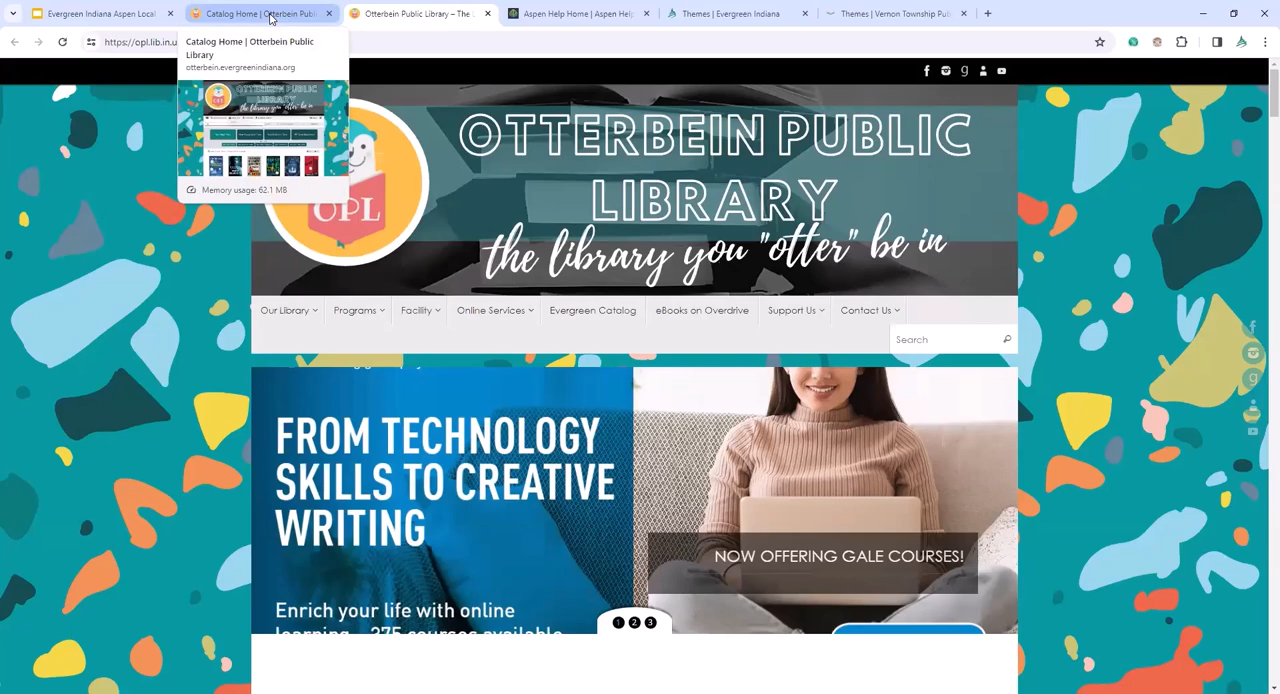 Evergreen Indiana Aspen Local
Catalog Home | Otterbein Publi
Otterbein Public Library – The L
Aspen Help Home | Aspen Help
Themes | Evergreen Indiana
Themes | Vernon Township Pub
https://opl.lib.in.u
Catalog Home | Otterbein Public
Library
otterbein.evergreenindiana.org
Memory usage: 62.1 MB
OTTERBEIN PUBLIC
LIBRARY
the library you "otter" be in
OPL
Our Library
Programs
Facility
Online Services
Evergreen Catalog
eBooks on Overdrive
Support Us
Contact Us
Search
FROM TECHNOLOGY
SKILLS TO CREATIVE
WRITING
Enrich your life with online
NOW OFFERING GALE COURSES!
1 2 3